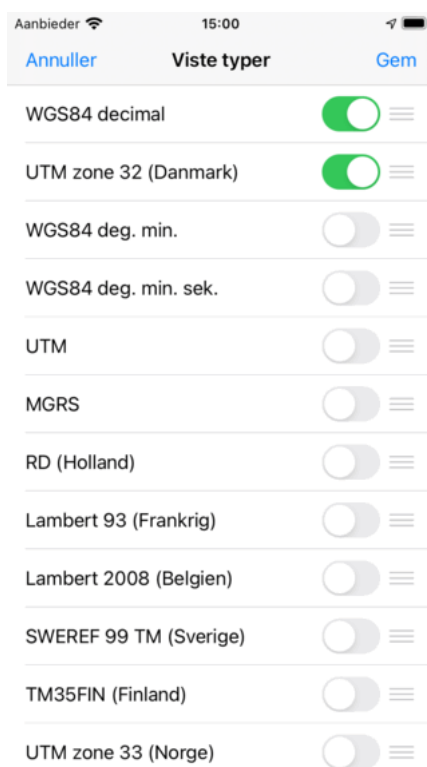 Aanbieder 15:00
Annuller Viste typer Gem
WGS84 decimal
UTM zone 32 (Danmark)
WGS84 deg. min.
WGS84 deg. min. sek.
UTM
MGRS
RD (Holland)
Lambert 93 (Frankrig)
Lambert 2008 (Belgien)
SWEREF 99 TM (Sverige)
TM35FIN (Finland)
UTM zone 33 (Norge)